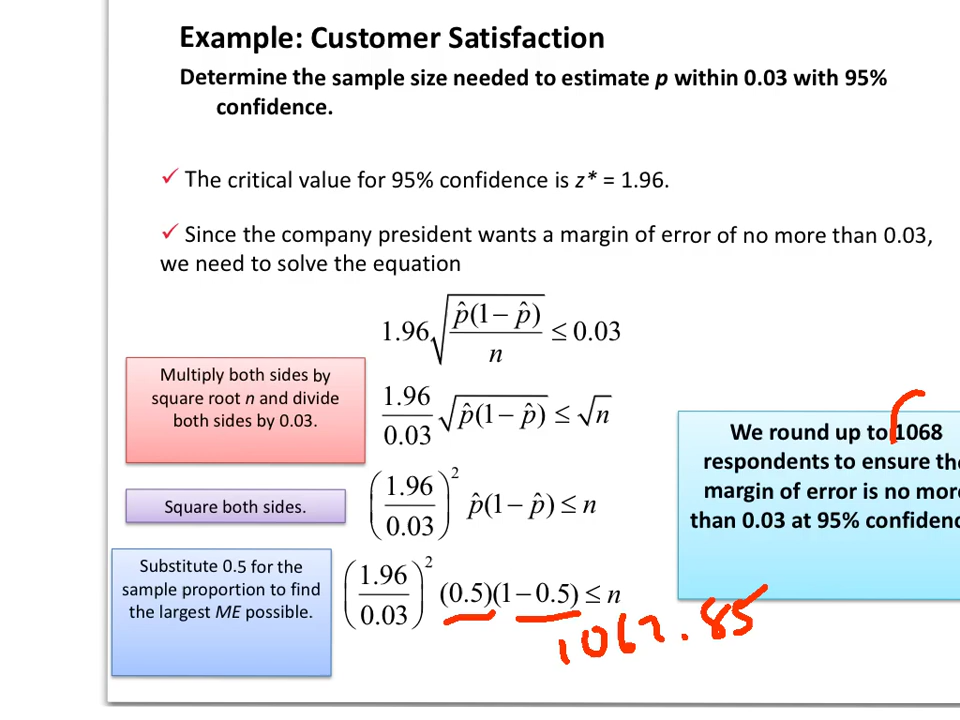 Example: Customer Satisfaction
Determine the sample size needed to estimate p within 0.03 with 95%
confidence.
✓ The critical value for 95% confidence is z* = 1.96.
✓ Since the company president wants a margin of error of no more than 0.03,
we need to solve the equation
1.96√(p̂(1 − p̂)/n) ≤ 0.03
Multiply both sides by
square root n and divide
both sides by 0.03.
1.96/0.03 √(p̂(1 − p̂)) ≤ √n
We round up to 1068
respondents to ensure the
margin of error is no more
than 0.03 at 95% confidenc
Square both sides.
(1.96/0.03)² p̂(1 − p̂) ≤ n
Substitute 0.5 for the
sample proportion to find
the largest ME possible.
(1.96/0.03)² (0.5)(1 − 0.5) ≤ n
1067.85